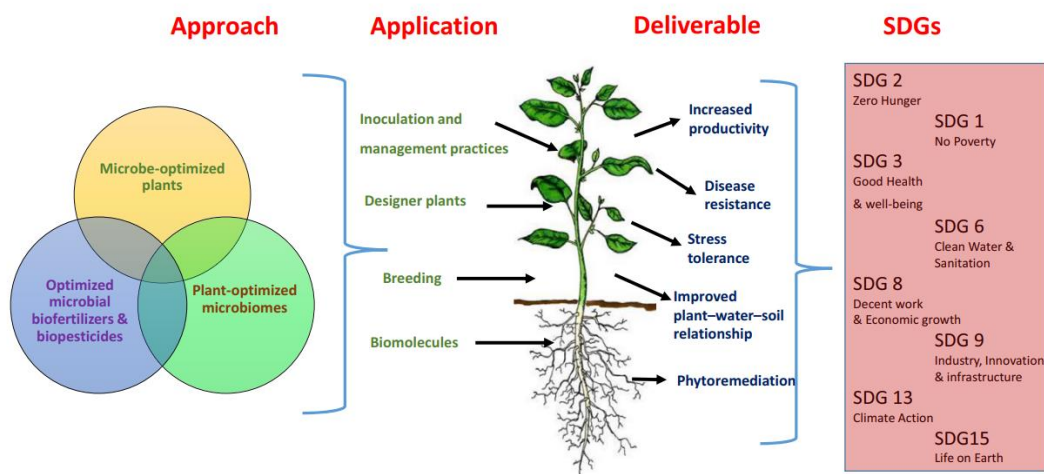 Approach
Application
Deliverable
SDGs
Microbe-optimized
plants
Optimized
microbial
biofertilizers &
biopesticides
Plant-optimized
microbiomes
Inoculation and
management practices
Designer plants
Breeding
Biomolecules
Increased
productivity
Disease
resistance
Stress
tolerance
Improved
plant–water–soil
relationship
Phytoremediation
SDG 2
Zero Hunger
SDG 1
No Poverty
SDG 3
Good Health
& well-being
SDG 6
Clean Water &
Sanitation
SDG 8
Decent work
& Economic growth
SDG 9
Industry, Innovation
& infrastructure
SDG 13
Climate Action
SDG15
Life on Earth